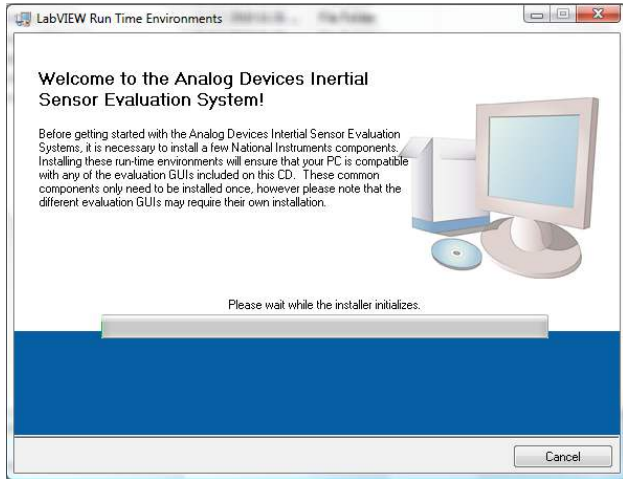 LabVIEW Run Time Environments
Welcome to the Analog Devices Inertial
Sensor Evaluation System!
Before getting started with the Analog Devices Intertial Sensor Evaluation
Systems, it is necessary to install a few National Instruments components.
Installing these run-time environments will ensure that your PC is compatible
with any of the evaluation GUIs included on this CD.  These common
components only need to be installed once, however please note that the
different evaluation GUIs may require their own installation.
Please wait while the installer initializes.
Cancel